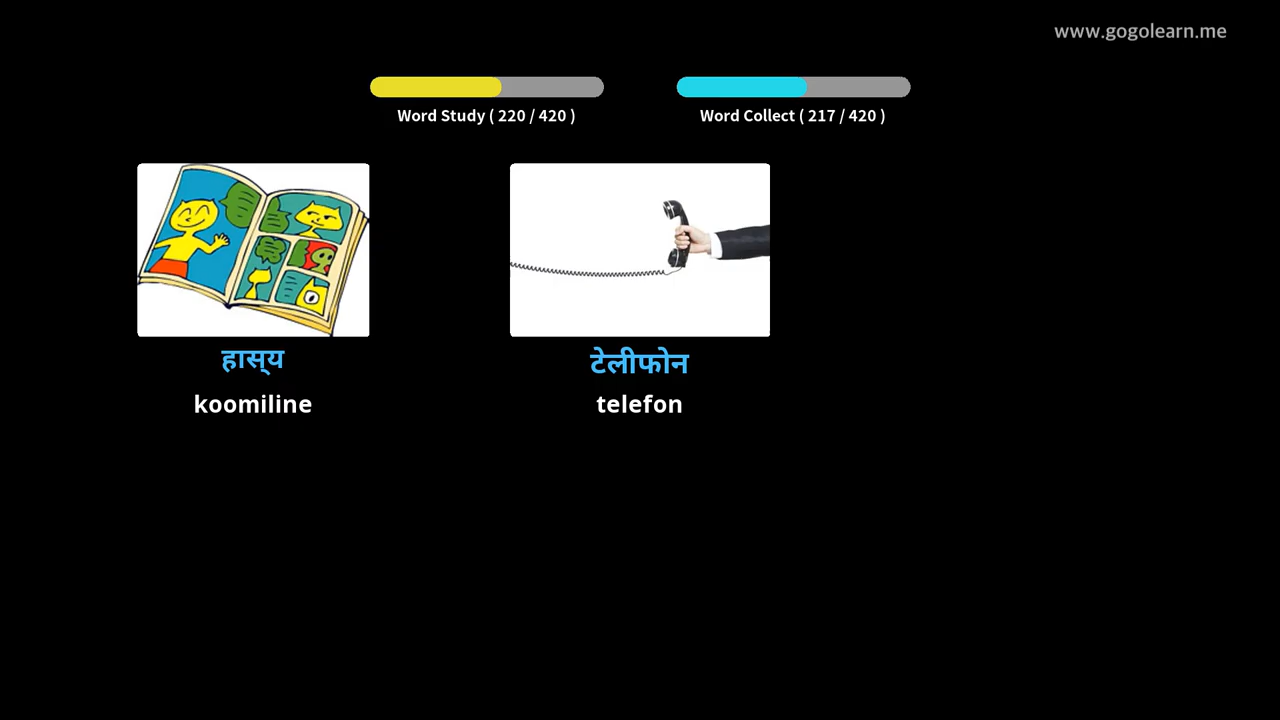 www.gogolearn.me
Word Study ( 220 / 420 )
Word Collect ( 217 / 420 )
हास्‌य
टेलीफोन
koomiline
telefon